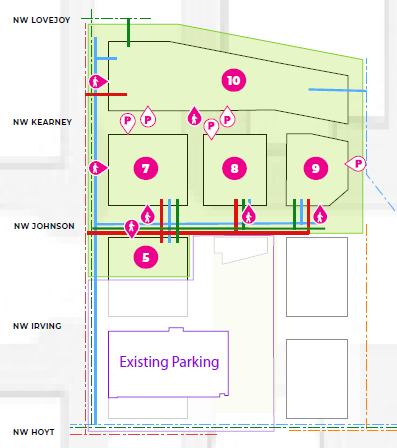 NW LOVEJOY
10
NW KEARNEY
P
P
P
P
7
8
9
P
NW JOHNSON
5
NW IRVING
Existing Parking
NW HOYT